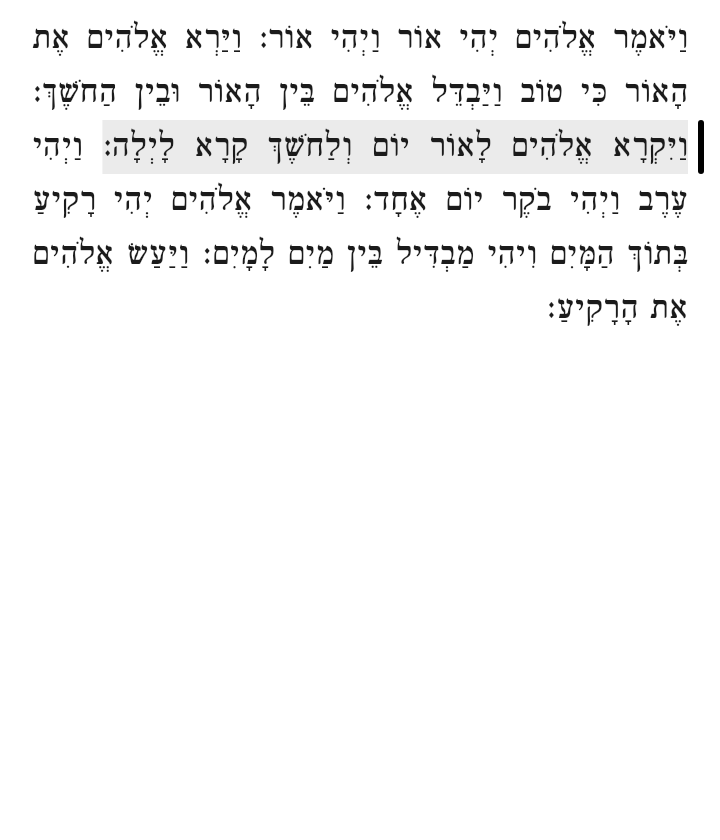 וַיֹּאמֶר אֱלֹהִים יְהִי אוֹר וַיְהִי אוֹר: וַיַּרְא אֱלֹהִים אֶת
הָאוֹר כִּי טוֹב וַיַּבְדֵּל אֱלֹהִים בֵּין הָאוֹר וּבֵין הַחֹשֶׁךְ:
וַיִּקְרָא אֱלֹהִים לָאוֹר יוֹם וְלַחֹשֶׁךְ קָרָא לָיְלָה: וַיְהִי
עֶרֶב וַיְהִי בֹקֶר יוֹם אֶחָד: וַיֹּאמֶר אֱלֹהִים יְהִי רָקִיעַ
בְּתוֹךְ הַמָּיִם וִיהִי מַבְדִּיל בֵּין מַיִם לָמָיִם: וַיַּעַשׂ אֱלֹהִים
אֶת הָרָקִיעַ: